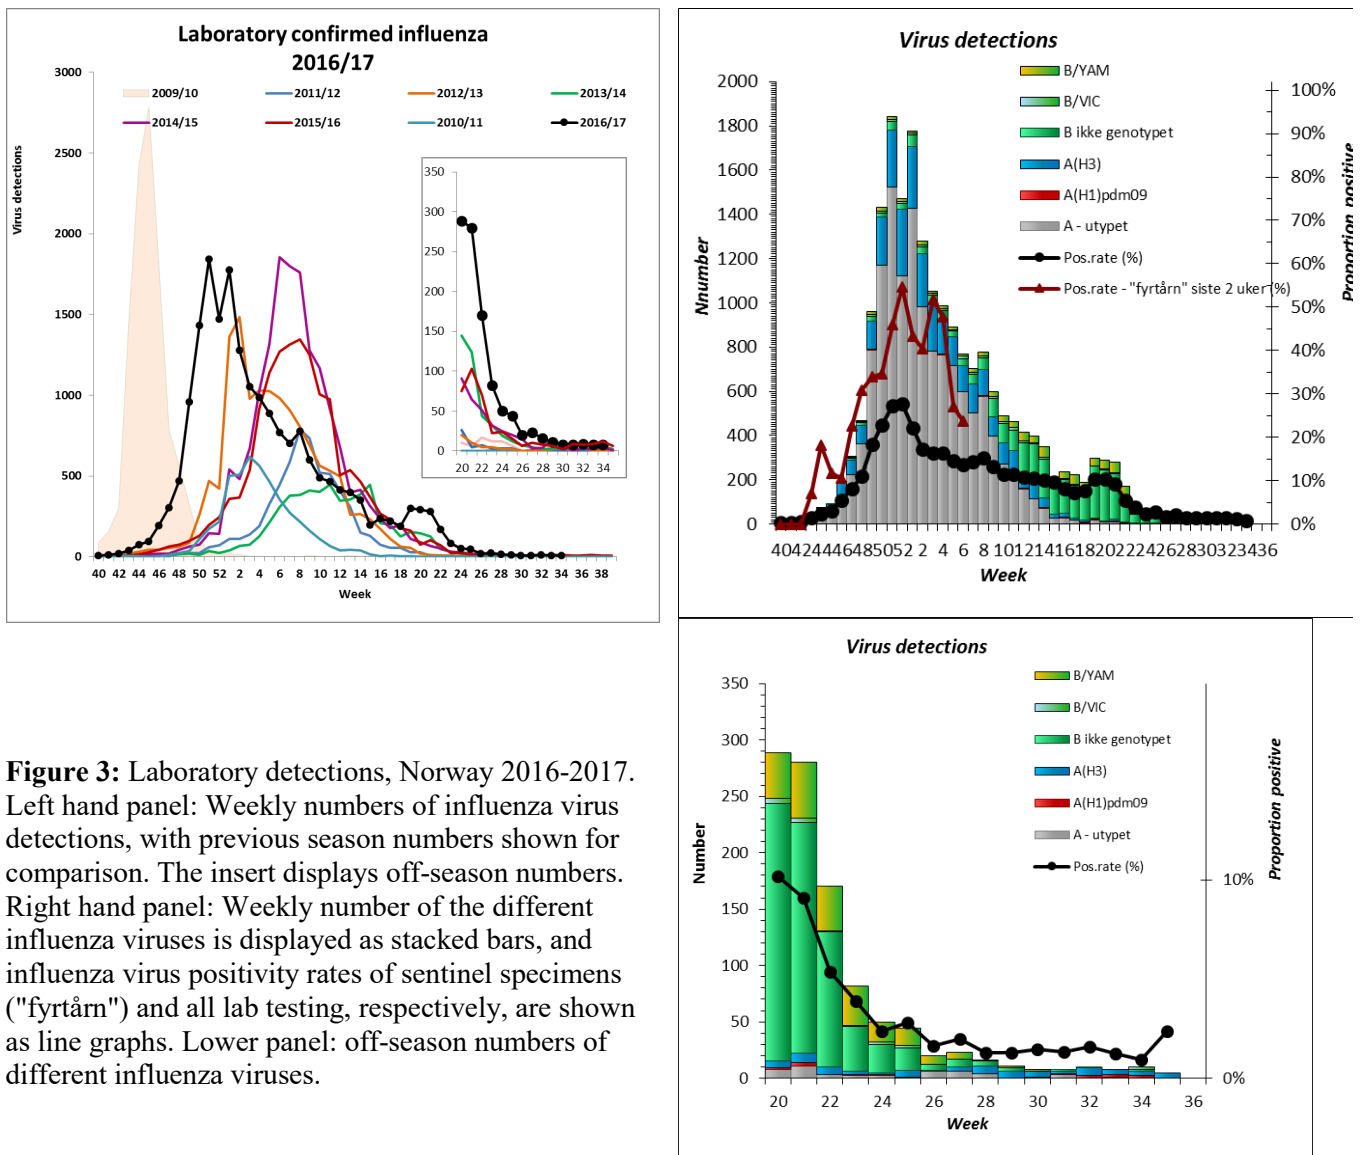 Laboratory confirmed influenza
2016/17
Virus detections
3000
2500
2000
1500
1000
500
0
2009/10 2011/12 2012/13 2013/14
2014/15 2015/16 2010/11 2016/17
350
300
250
200
150
100
50
0
20 22 24 26 28 30 32 34
40 42 44 46 48 50 52 2 4 6 8 10 12 14 16 18 20 22 24 26 28 30 32 34 36 38
Week
Virus detections
Nnumber
2000
1800
1600
1400
1200
1000
800
600
400
200
0
B/YAM
B/VIC
B ikke genotypet
A(H3)
A(H1)pdm09
A - utypet
Pos.rate (%)
Pos.rate - "fyrtårn" siste 2 uker (%)
100%
90%
80%
70%
60%
50%
40%
30%
20%
10%
0%
Proportion positive
40424446485052 2 4 6 8 1011214161820222426283032343 6
Week
Virus detections
Number
350
300
250
200
150
100
50
0
B/YAM
B/VIC
B ikke genotypet
A(H3)
A(H1)pdm09
A - utypet
Pos.rate (%)
10%
0%
Proportion positive
20 22 24 26 28 30 32 34 36
Week
Figure 3: Laboratory detections, Norway 2016-2017.
Left hand panel: Weekly numbers of influenza virus
detections, with previous season numbers shown for
comparison. The insert displays off-season numbers.
Right hand panel: Weekly number of the different
influenza viruses is displayed as stacked bars, and
influenza virus positivity rates of sentinel specimens
("fyrtårn") and all lab testing, respectively, are shown
as line graphs. Lower panel: off-season numbers of
different influenza viruses.